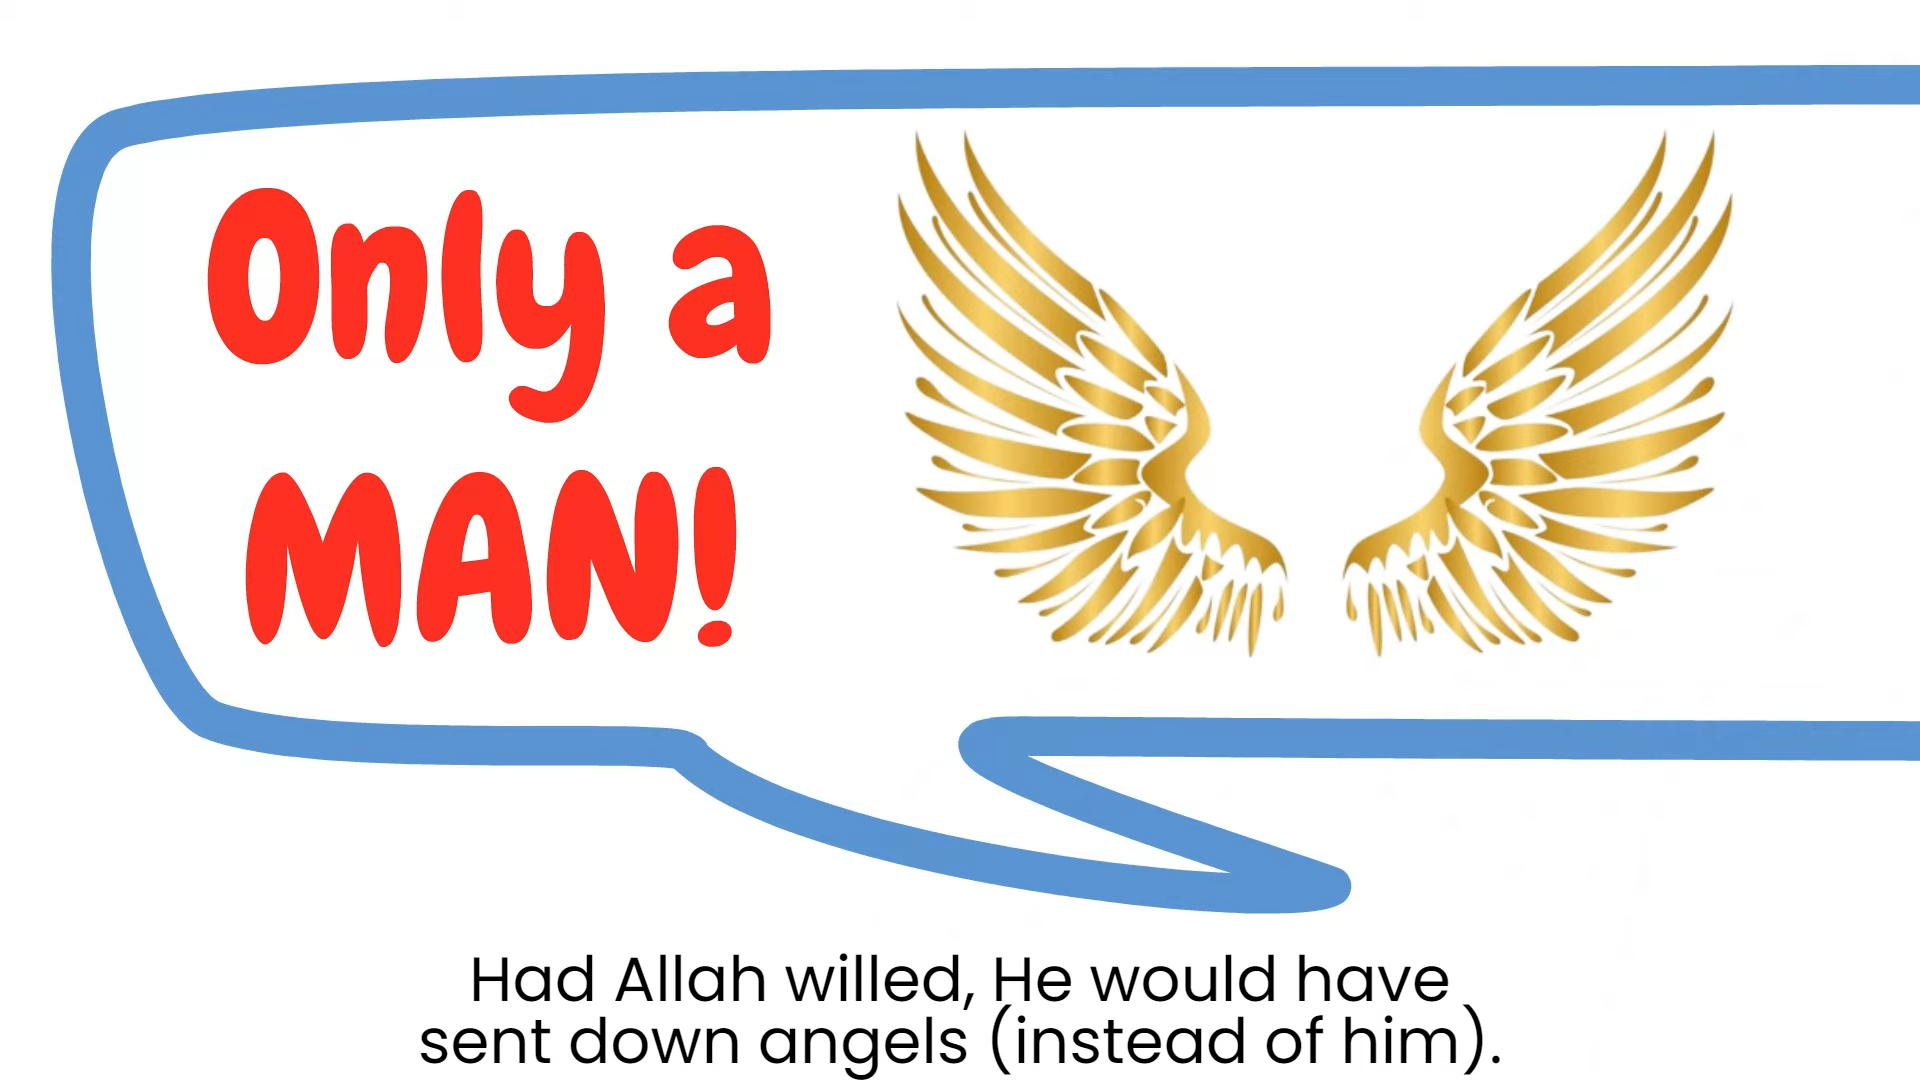 Only a
MAN!
Had Allah willed, He would have
sent down angels (instead of him).